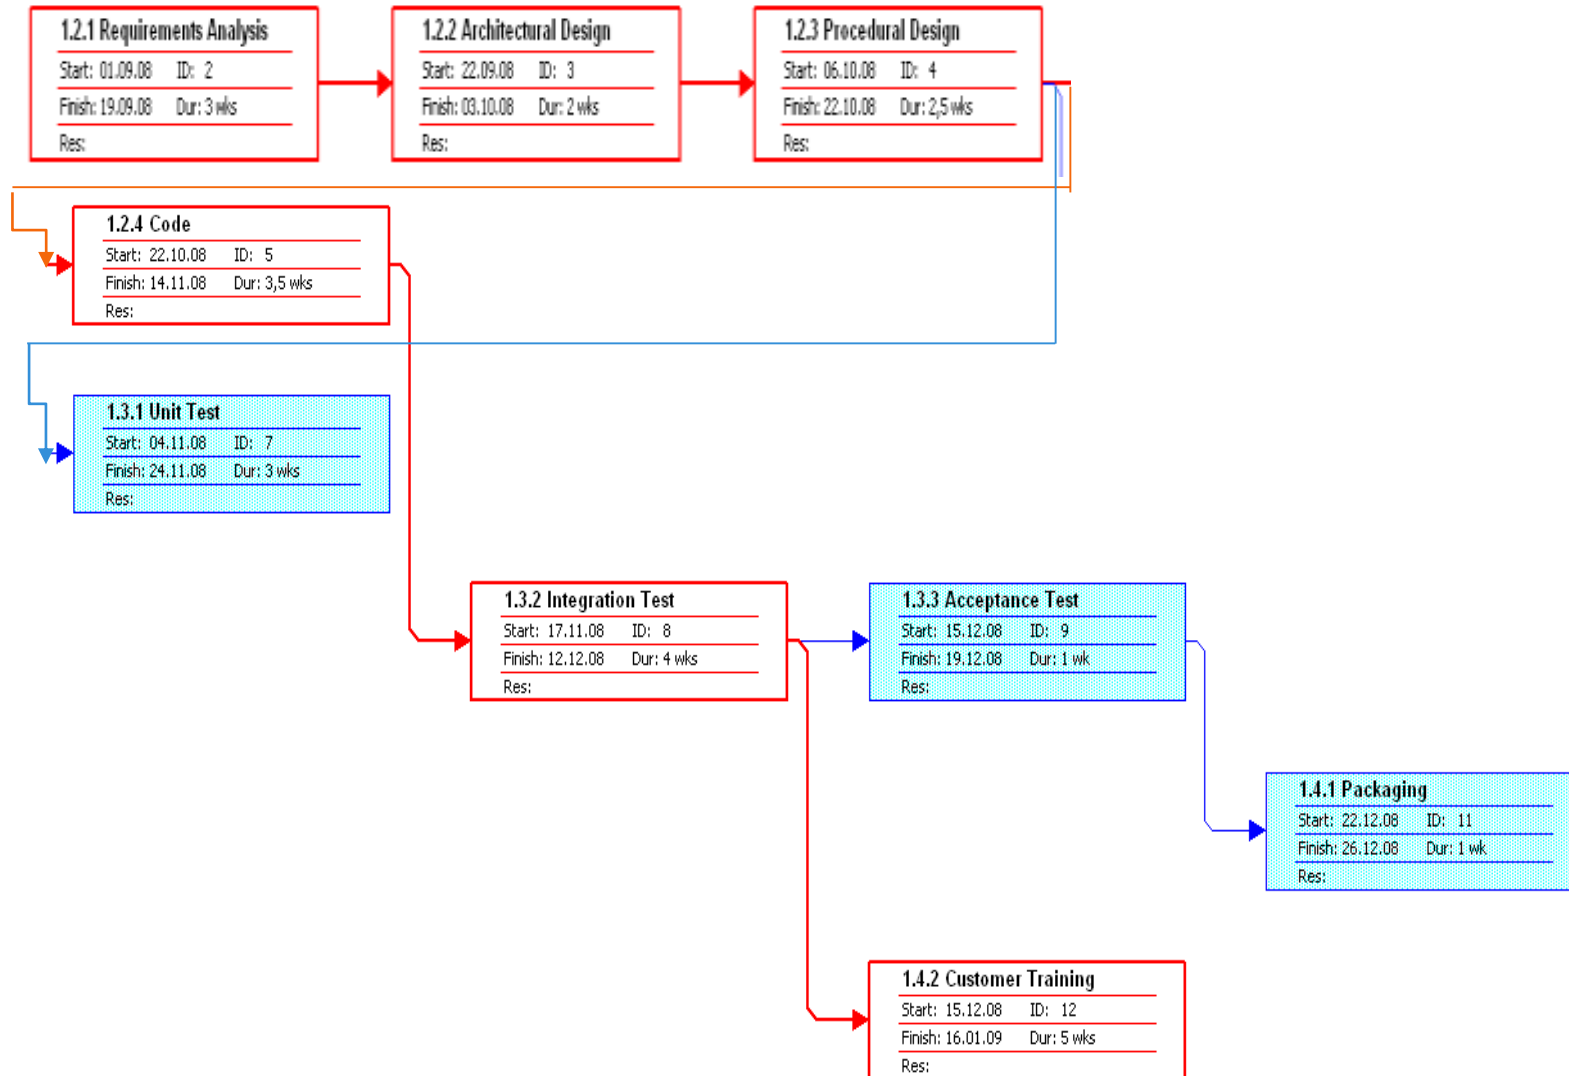 1.2.1 Requirements Analysis
Start: 01.09.08 ID: 2
Finish: 19.09.08 Dur: 3 wks
Res:
1.2.2 Architectural Design
Start: 22.09.08 ID: 3
Finish: 03.10.08 Dur: 2 wks
Res:
1.2.3 Procedural Design
Start: 06.10.08 ID: 4
Finish: 22.10.08 Dur: 2,5 wks
Res:
1.2.4 Code
Start: 22.10.08 ID: 5
Finish: 14.11.08 Dur: 3,5 wks
Res:
1.3.1 Unit Test
Start: 04.11.08 ID: 7
Finish: 24.11.08 Dur: 3 wks
Res:
1.3.2 Integration Test
Start: 17.11.08 ID: 8
Finish: 12.12.08 Dur: 4 wks
Res:
1.3.3 Acceptance Test
Start: 15.12.08 ID: 9
Finish: 19.12.08 Dur: 1 wk
Res:
1.4.1 Packaging
Start: 22.12.08 ID: 11
Finish: 26.12.08 Dur: 1 wk
Res:
1.4.2 Customer Training
Start: 15.12.08 ID: 12
Finish: 16.01.09 Dur: 5 wks
Res: